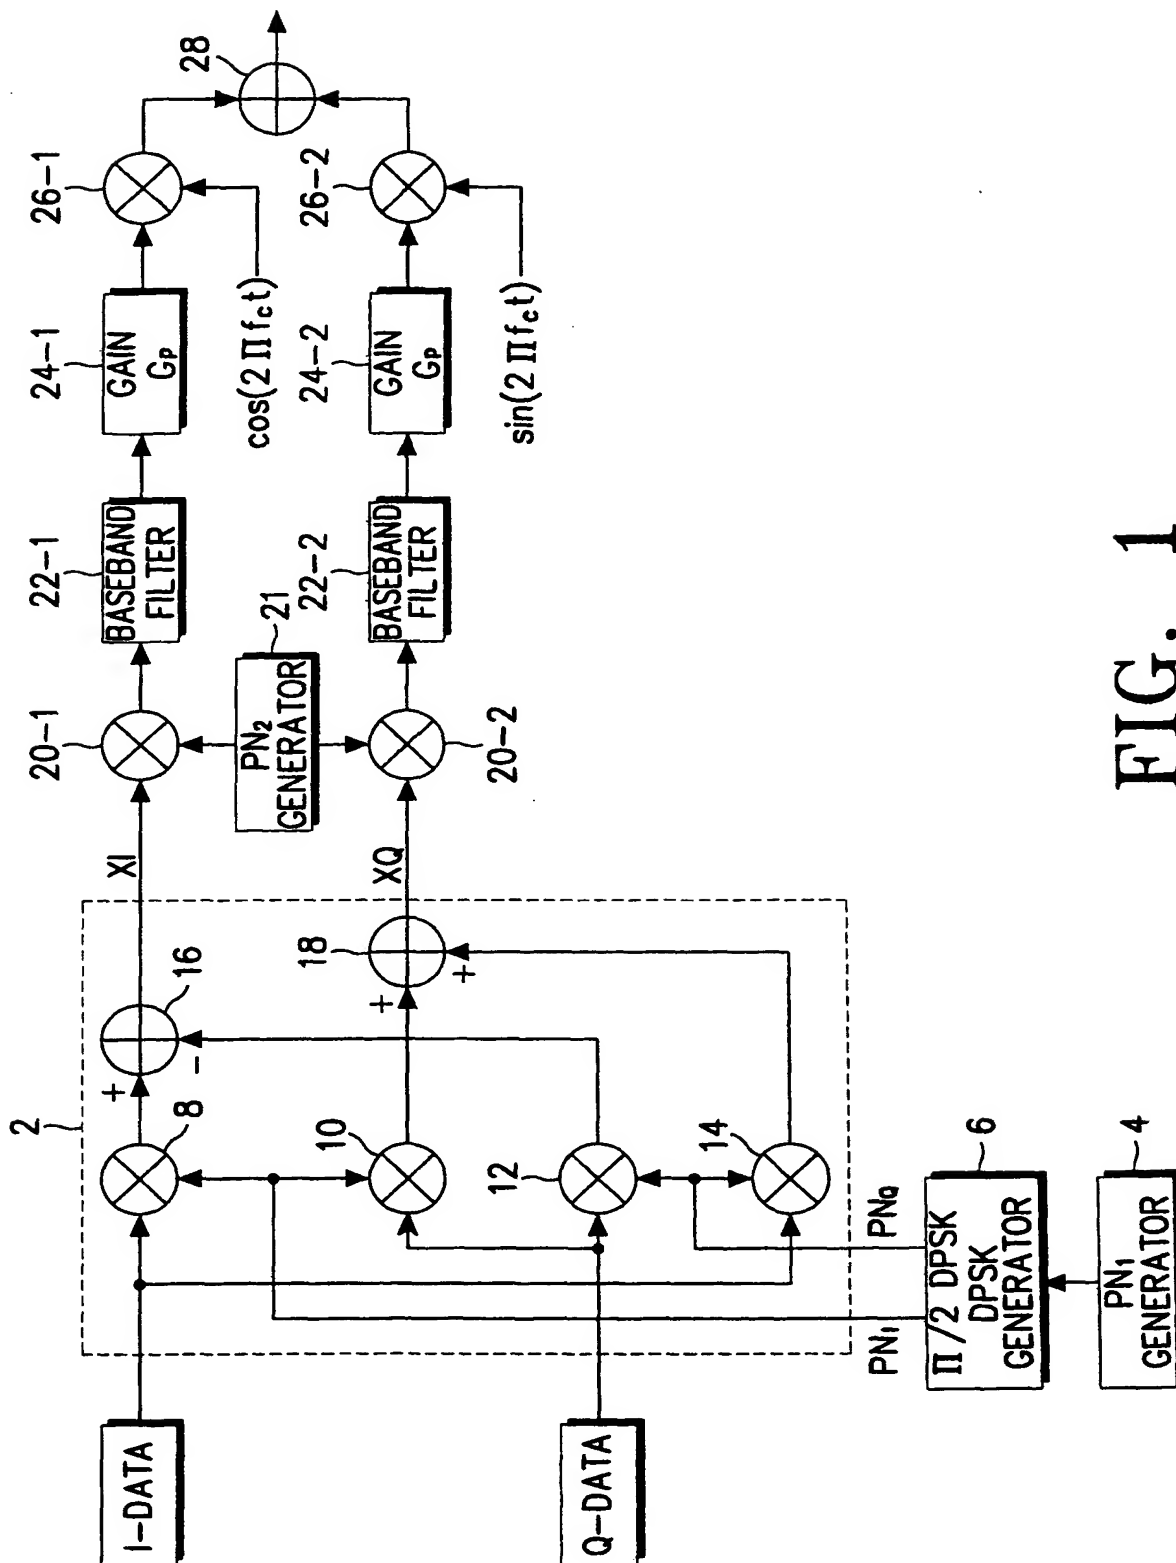 I-DATA
Q-DATA
2
8
+
-
16
10
12
14
18
+
+
XI
XQ
PNI
PNQ
Π/2 DPSK
DPSK
GENERATOR
6
PN1
GENERATOR
4
20-1
20-2
PN2
GENERATOR
21
22-1
BASEBAND
FILTER
22-2
BASEBAND
FILTER
24-1
GAIN
GP
24-2
GAIN
GP
cos(2Πfct)
sin(2Πfct)
26-1
26-2
28
FIG. 1